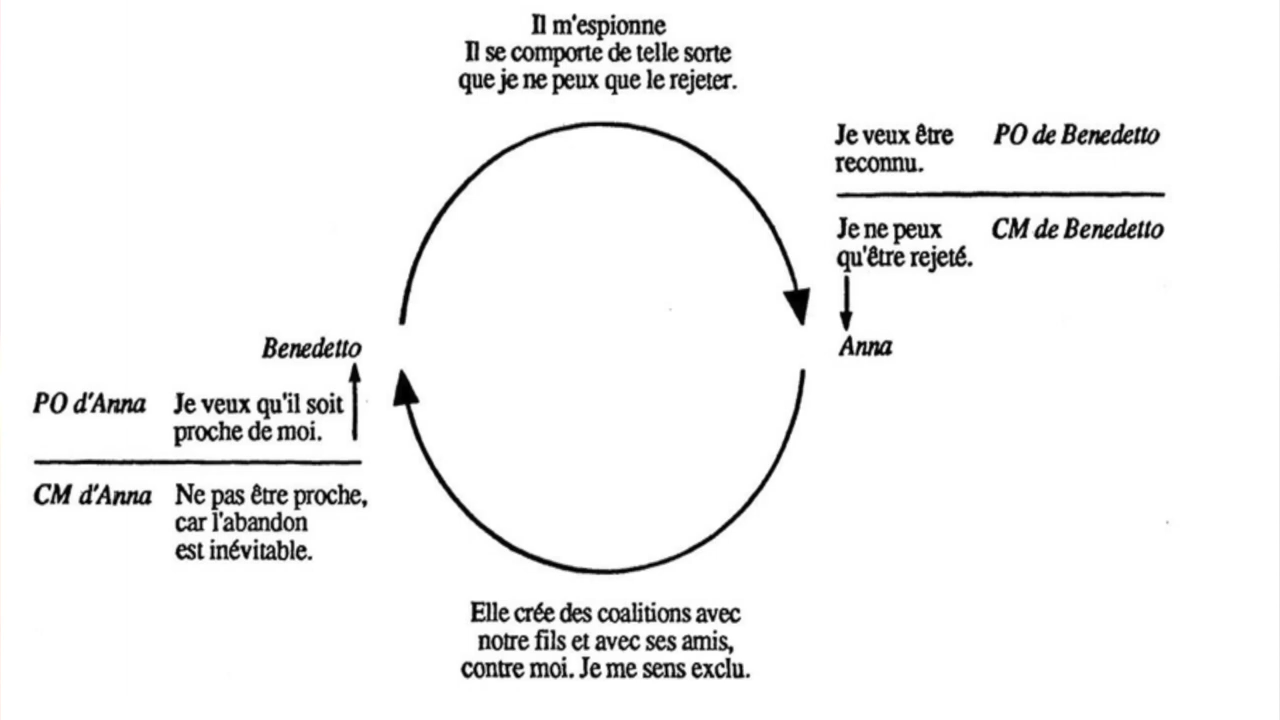 Il m'espionne
Il se comporte de telle sorte
que je ne peux que le rejeter.
Je veux être PO de Benedetto
reconnu.
Je ne peux CM de Benedetto
qu'être rejeté.
Benedetto
Anna
PO d'Anna Je veux qu'il soit
proche de moi.
CM d'Anna Ne pas être proche,
car l'abandon
est inévitable.
Elle crée des coalitions avec
notre fils et avec ses amis,
contre moi. Je me sens exclu.